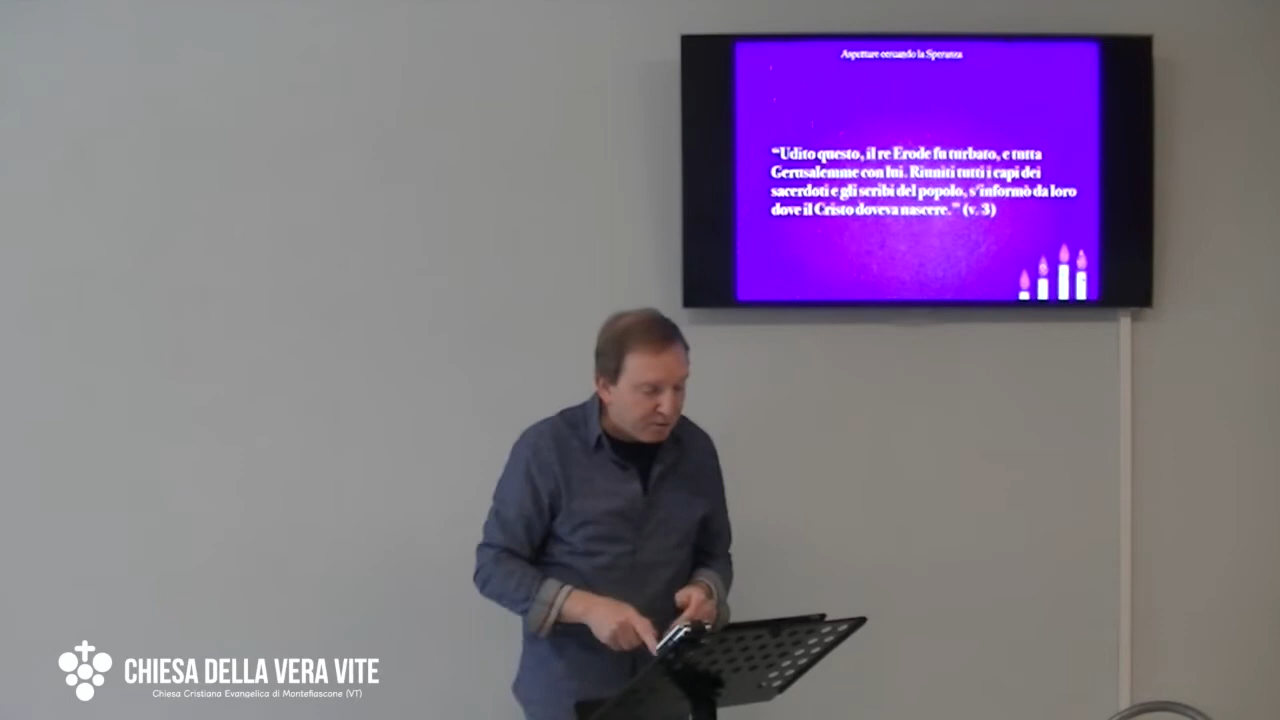 Aspettare cercando la Speranza
“Udito questo, il re Erode fu turbato, e tutta
Gerusalemme con lui. Riuniti tutti i capi dei
sacerdoti e gli scribi del popolo, s’informò da loro
dove il Cristo doveva nascere.” (v. 3)
CHIESA DELLA VERA VITE
Chiesa Cristiana Evangelica di Montefiascone (VT)